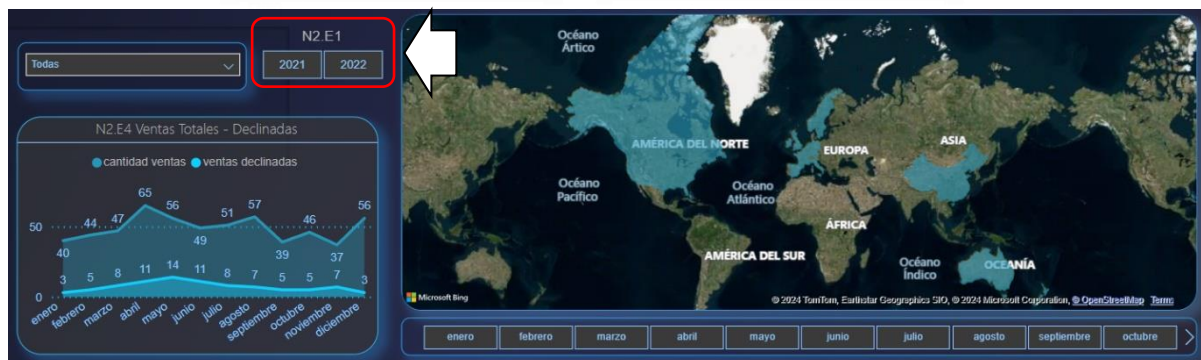 N2.E1
Todas
2021 2022
N2.E4 Ventas Totales - Declinadas
cantidad ventas ventas declinadas
65
56 57 56
44 47 51 46
50
40 49 39 37
3 5 8 11 14 11 8 7 5 5 7 3
0
enero febrero marzo abril mayo junio julio agosto septiembre octubre noviembre diciembre
Océano
Ártico
AMÉRICA DEL NORTE
EUROPA
ASIA
Océano
Pacífico
Océano
Atlántico
ÁFRICA
AMÉRICA DEL SUR
Océano
Índico
OCEANÍA
Microsoft Bing
© 2024 TomTom, Earthstar Geographics SIO, © 2024 Microsoft Corporation, © OpenStreetMap Terms
enero febrero marzo abril mayo junio julio agosto septiembre octubre